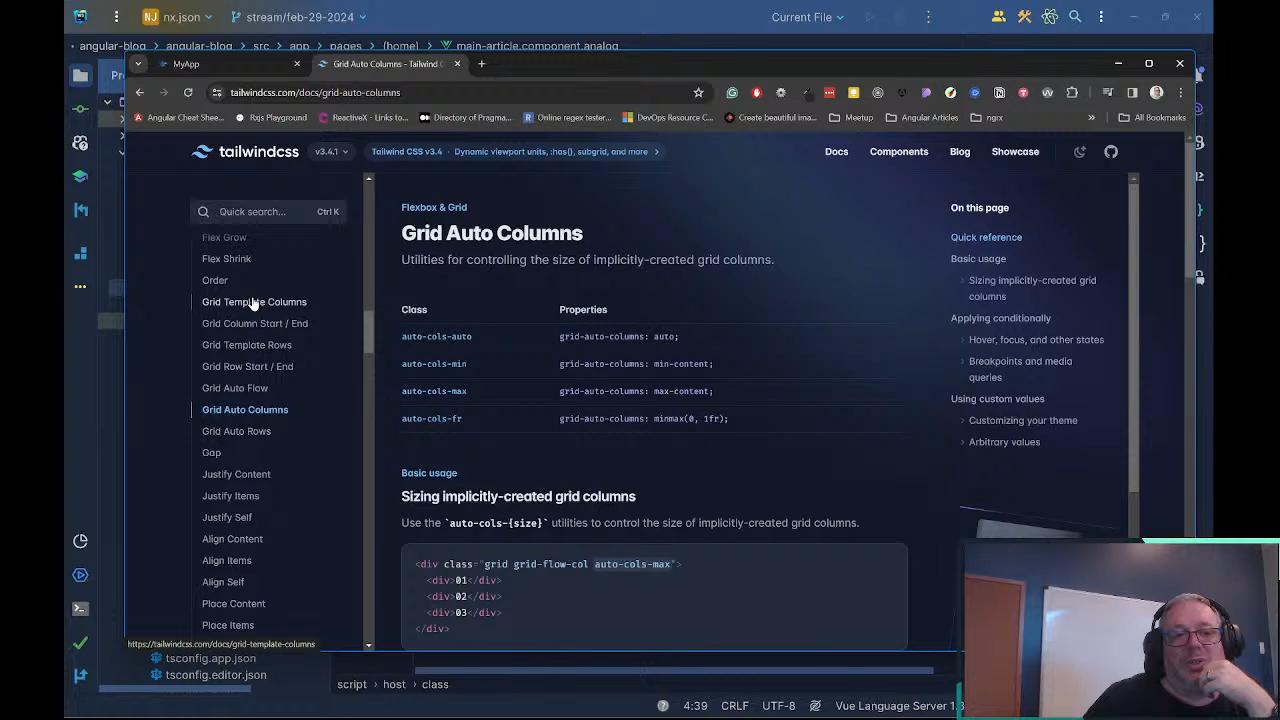 nx.json
stream/feb-29-2024
Current File
angular-blog
angular-blog
src
app
pages
(home)
main-article.component.analog
MyApp
Grid Auto Columns - Tailwind C
tailwindcss.com/docs/grid-auto-columns
Angular Cheat Shee...
Rxjs Playground
ReactiveX - Links to...
Directory of Pragma...
Online regex tester...
DevOps Resource C...
Create beautiful ima...
Meetup
Angular Articles
ngrx
»
All Bookmarks
tailwindcss
v3.4.1
Tailwind CSS v3.4 · Dynamic viewport units, :has(), subgrid, and more
Docs
Components
Blog
Showcase
Quick search...
Ctrl K
Flex Grow
Flex Shrink
Order
Grid Template Columns
Grid Column Start / End
Grid Template Rows
Grid Row Start / End
Grid Auto Flow
Grid Auto Columns
Grid Auto Rows
Gap
Justify Content
Justify Items
Justify Self
Align Content
Align Items
Align Self
Place Content
Place Items
Flexbox & Grid
Grid Auto Columns
Utilities for controlling the size of implicitly-created grid columns.
Class Properties
auto-cols-auto grid-auto-columns: auto;
auto-cols-min grid-auto-columns: min-content;
auto-cols-max grid-auto-columns: max-content;
auto-cols-fr grid-auto-columns: minmax(0, 1fr);
Basic usage
Sizing implicitly-created grid columns
Use the `auto-cols-{size}` utilities to control the size of implicitly-created grid columns.
<div class="grid grid-flow-col auto-cols-max">
<div>01</div>
<div>02</div>
<div>03</div>
</div>
On this page
Quick reference
Basic usage
Sizing implicitly-created grid
columns
Applying conditionally
Hover, focus, and other states
Breakpoints and media
queries
Using custom values
Customizing your theme
Arbitrary values
https://tailwindcss.com/docs/grid-template-columns
tsconfig.app.json
tsconfig.editor.json
script
host
class
4:39
CRLF
UTF-8
Vue Language Server